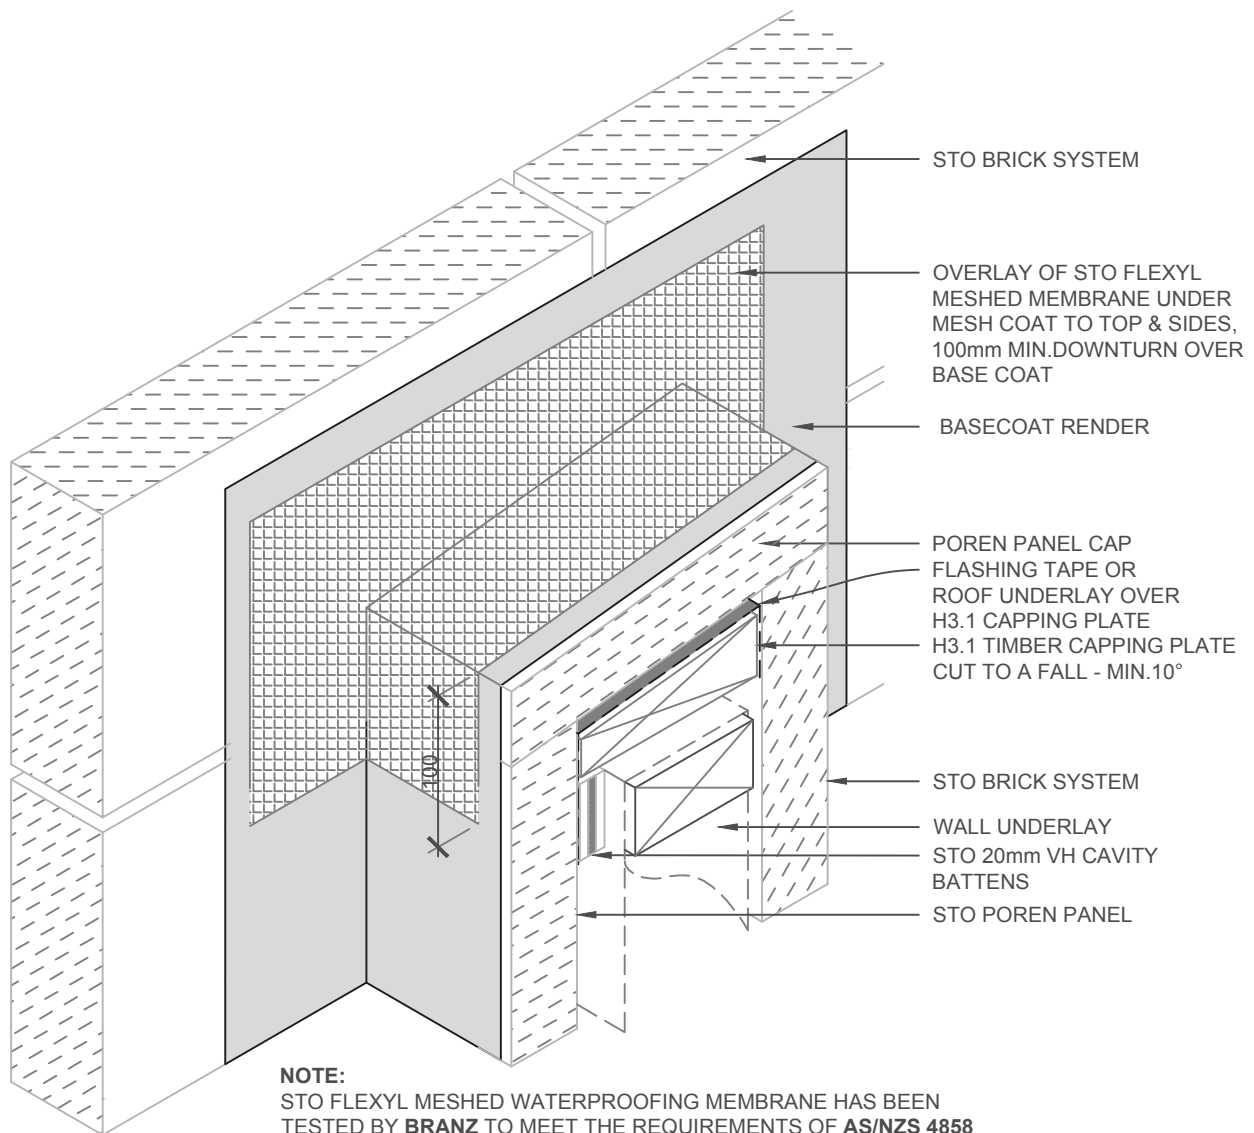 STO BRICK SYSTEM
OVERLAY OF STO FLEXYL
MESHED MEMBRANE UNDER
MESH COAT TO TOP & SIDES,
100mm MIN.DOWNTURN OVER
BASE COAT
BASECOAT RENDER
POREN PANEL CAP
FLASHING TAPE OR
ROOF UNDERLAY OVER
H3.1 CAPPING PLATE
H3.1 TIMBER CAPPING PLATE
CUT TO A FALL - MIN.10°
100
STO BRICK SYSTEM
WALL UNDERLAY
STO 20mm VH CAVITY
BATTENS
STO POREN PANEL
NOTE:
STO FLEXYL MESHED WATERPROOFING MEMBRANE HAS BEEN
TESTED BY BRANZ TO MEET THE REQUIREMENTS OF AS/NZS 4858